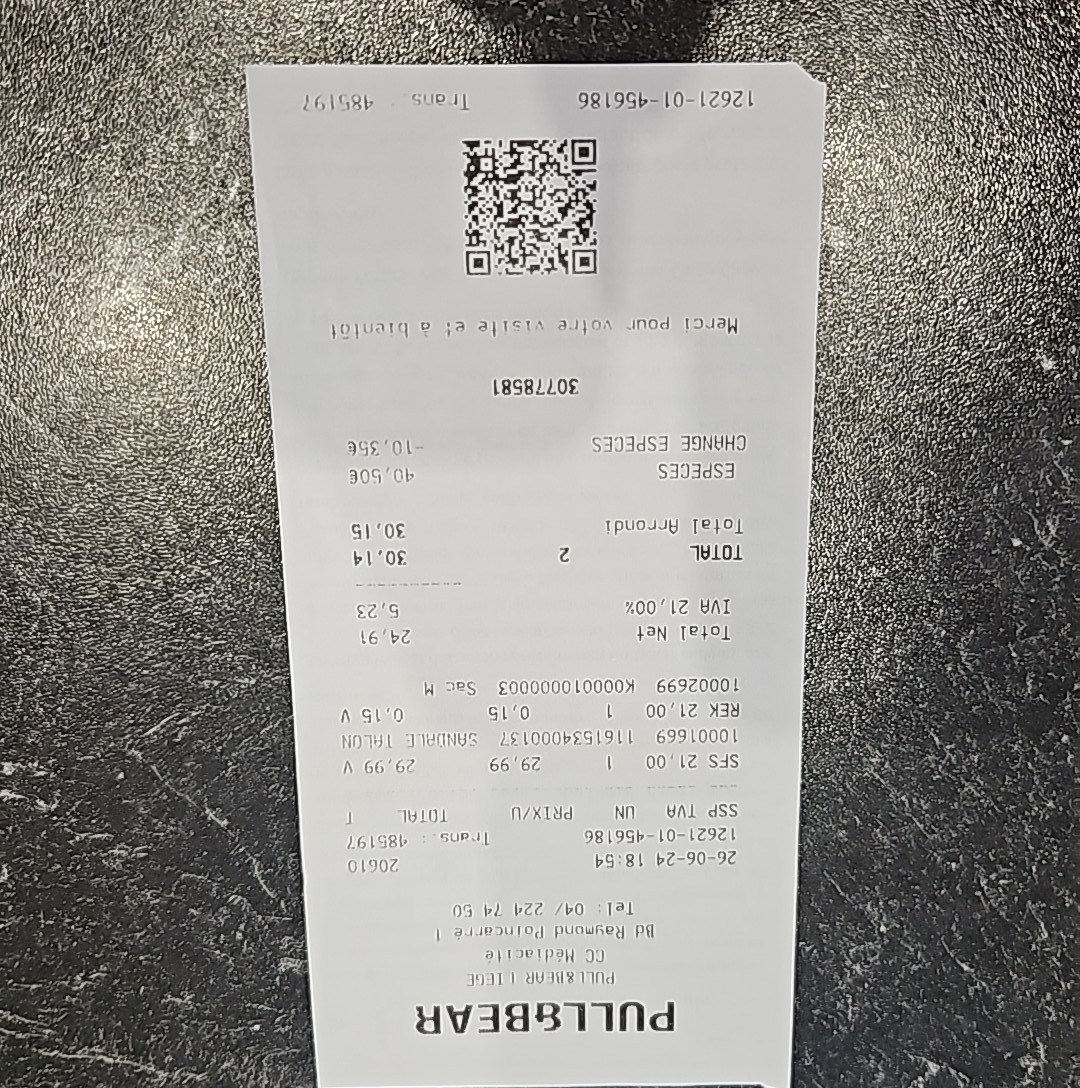 PULL&BEAR
PULL&BEAR LIEGE
CC Médiacité
Bd Raymond Poincarré 1
Tel: 04/ 224 74 50
26-06-24 18:54 20610
12621-01-456186 Trans.: 485197
SSP TVA UN PRIX/U TOTAL T
SFS 21,00 1 29,99 29,99 V
10001669 1161534000137 SANDALE TALON
REK 21,00 1 0,15 0,15 V
10002699 K00001000000003 Sac M
Total Net 24,91
IVA 21,00% 5,23
TOTAL 2 30,14
Total Arrondi 30,15
ESPECES 40,50€
CHANGE ESPECES -10,35€
30778581
Merci pour votre visite et à bientôt
12621-01-456186 Trans.: 485197